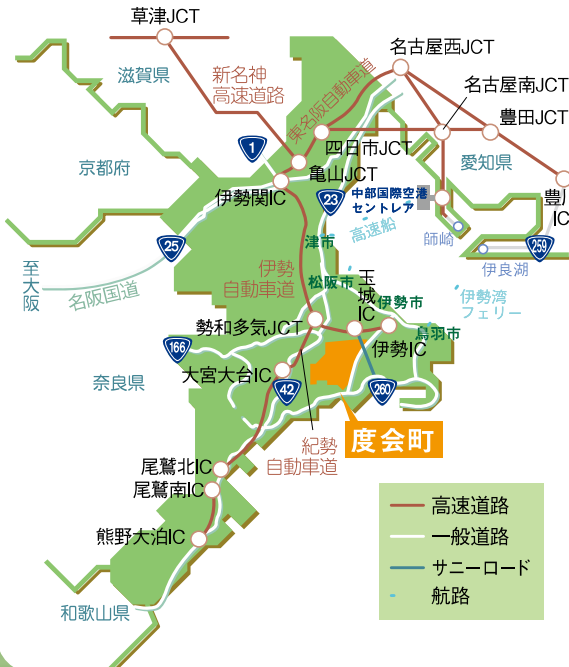 草津JCT
滋賀県
新名神
高速道路
東名阪自動車道
名古屋西JCT
名古屋南JCT
豊田JCT
四日市JCT
愛知県
1
京都府
亀山JCT
伊勢関IC
23
中部国際空港
セントレア
豊川
IC
高速船
師崎
259
伊良湖
津市
25
至大阪
名阪国道
伊勢
自動車道
松阪市
玉城IC
伊勢市
伊勢湾
フェリー
鳥羽市
勢和多気JCT
伊勢IC
166
大宮大台IC
奈良県
42
260
度会町
紀勢
自動車道
尾鷲北IC
尾鷲南IC
熊野大泊IC
和歌山県
高速道路
一般道路
サニーロード
航路